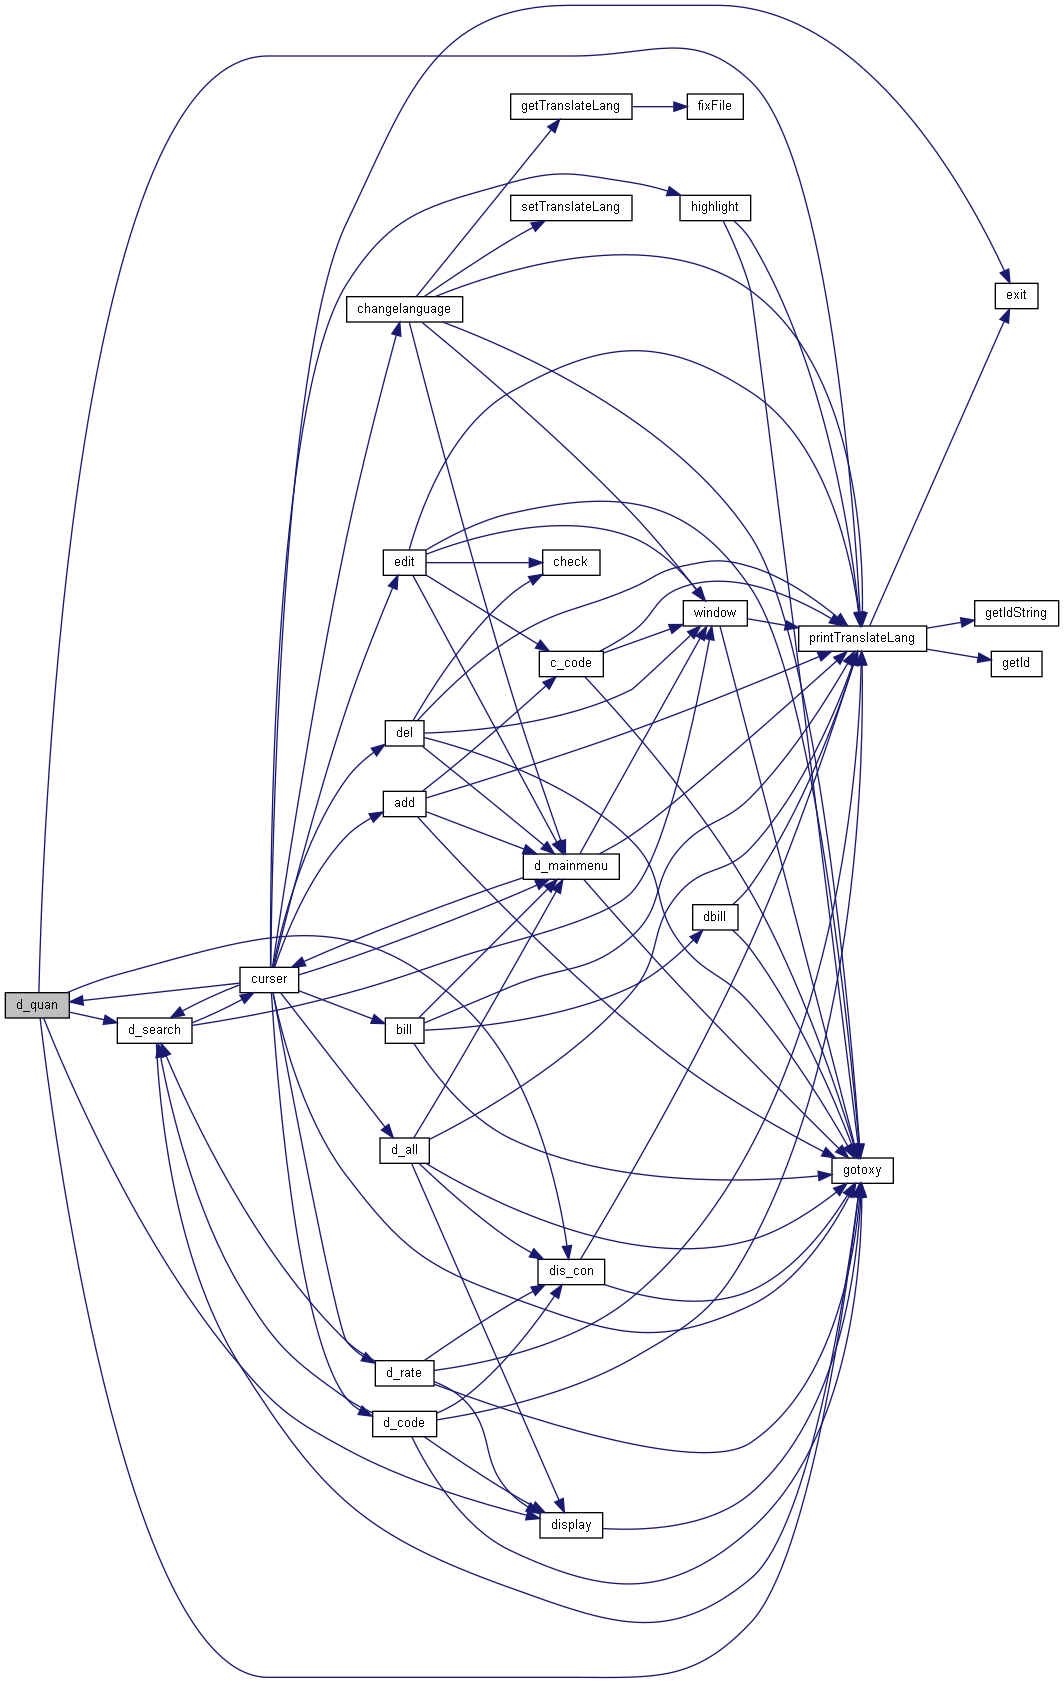 getTranslateLang
fixFile
setTranslateLang
highlight
exit
changelanguage
edit
check
window
getIdString
printTranslateLang
c_code
getId
del
add
d_mainmenu
dbill
curser
d_quan
d_search
bill
d_all
gotoxy
dis_con
d_rate
d_code
display